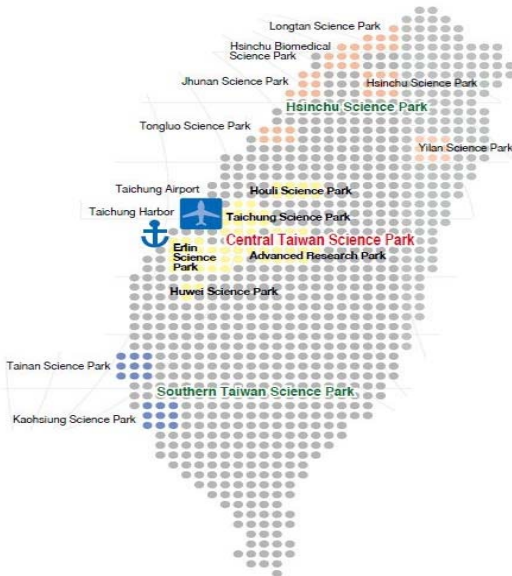 Longtan Science Park
Hsinchu Biomedical
Science Park
Jhunan Science Park
Hsinchu Science Park
Hsinchu Science Park
Tongluo Science Park
Yilan Science Park
Taichung Airport
Houli Science Park
Taichung Harbor
Taichung Science Park
Central Taiwan Science Park
Erlin
Science
Park
Advanced Research Park
Huwei Science Park
Tainan Science Park
Southern Taiwan Science Park
Kaohsiung Science Park